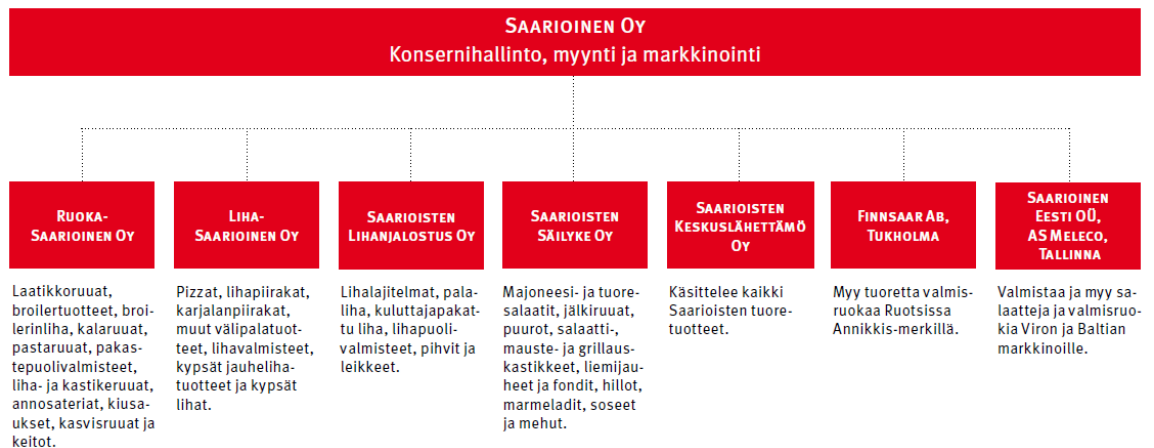 SAARIOINEN OY
Konsernihallinto, myynti ja markkinointi
RUOKA-
SAARIOINEN OY
Laatikkoruuat,
broilertuotteet, broi-
lerinliha, kalaruuat,
pastaruuat, pakas-
tepuolivalmisteet,
liha- ja kastikeruuat,
annosateriat, kiusa-
ukset, kasvisruuat ja
keitot.
LIHA-
SAARIOINEN OY
Pizzat, lihapiirakat,
karjalanpiirakat,
muut välipalatuot-
teet, lihavalmisteet,
kypsät jauheliha-
tuotteet ja kypsät
lihat.
SAARIOISTEN
LIHANJALOSTUS OY
Lihalajitelmat, pala-
liha, kuluttajapakat-
tu liha, lihapuoli-
valmisteet, pihvit ja
leikkeet.
SAARIOISTEN
SÄILYKE OY
Majoneesi- ja tuore-
salaatit, jälkiruuat,
puurot, salaatti-,
mauste- ja grillaus-
kastikkeet, liemijau-
heet ja fondit, hillot,
marmeladit, soseet
ja mehut.
SAARIOISTEN
KESKUSLÄHETTÄMÖ
OY
Käsittelee kaikki
Saarioisten tuore-
tuotteet.
FINNSAAR AB,
TUKHOLMA
Myy tuoretta valmis-
ruokaa Ruotsissa
Annikkis-merkillä.
SAARIOINEN
EESTI OÜ,
AS MELECO,
TALLINNA
Valmistaa ja myy sa-
laatteja ja valmisruo-
kia Viron ja Baltian
markkinoille.